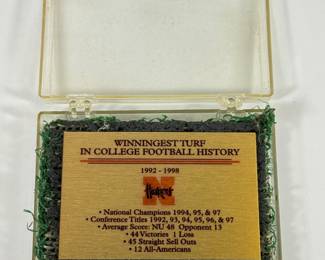 WINNINGEST TURF
IN COLLEGE FOOTBALL HISTORY
1992 - 1998
N
Huskers
• National Champions 1994, 95, & 97
• Conference Titles 1992, 93, 94, 95, 96, & 97
• Average Score: NU 48 Opponent 13
• 44 Victories 1 Loss
• 45 Straight Sell Outs
• 12 All-Americans